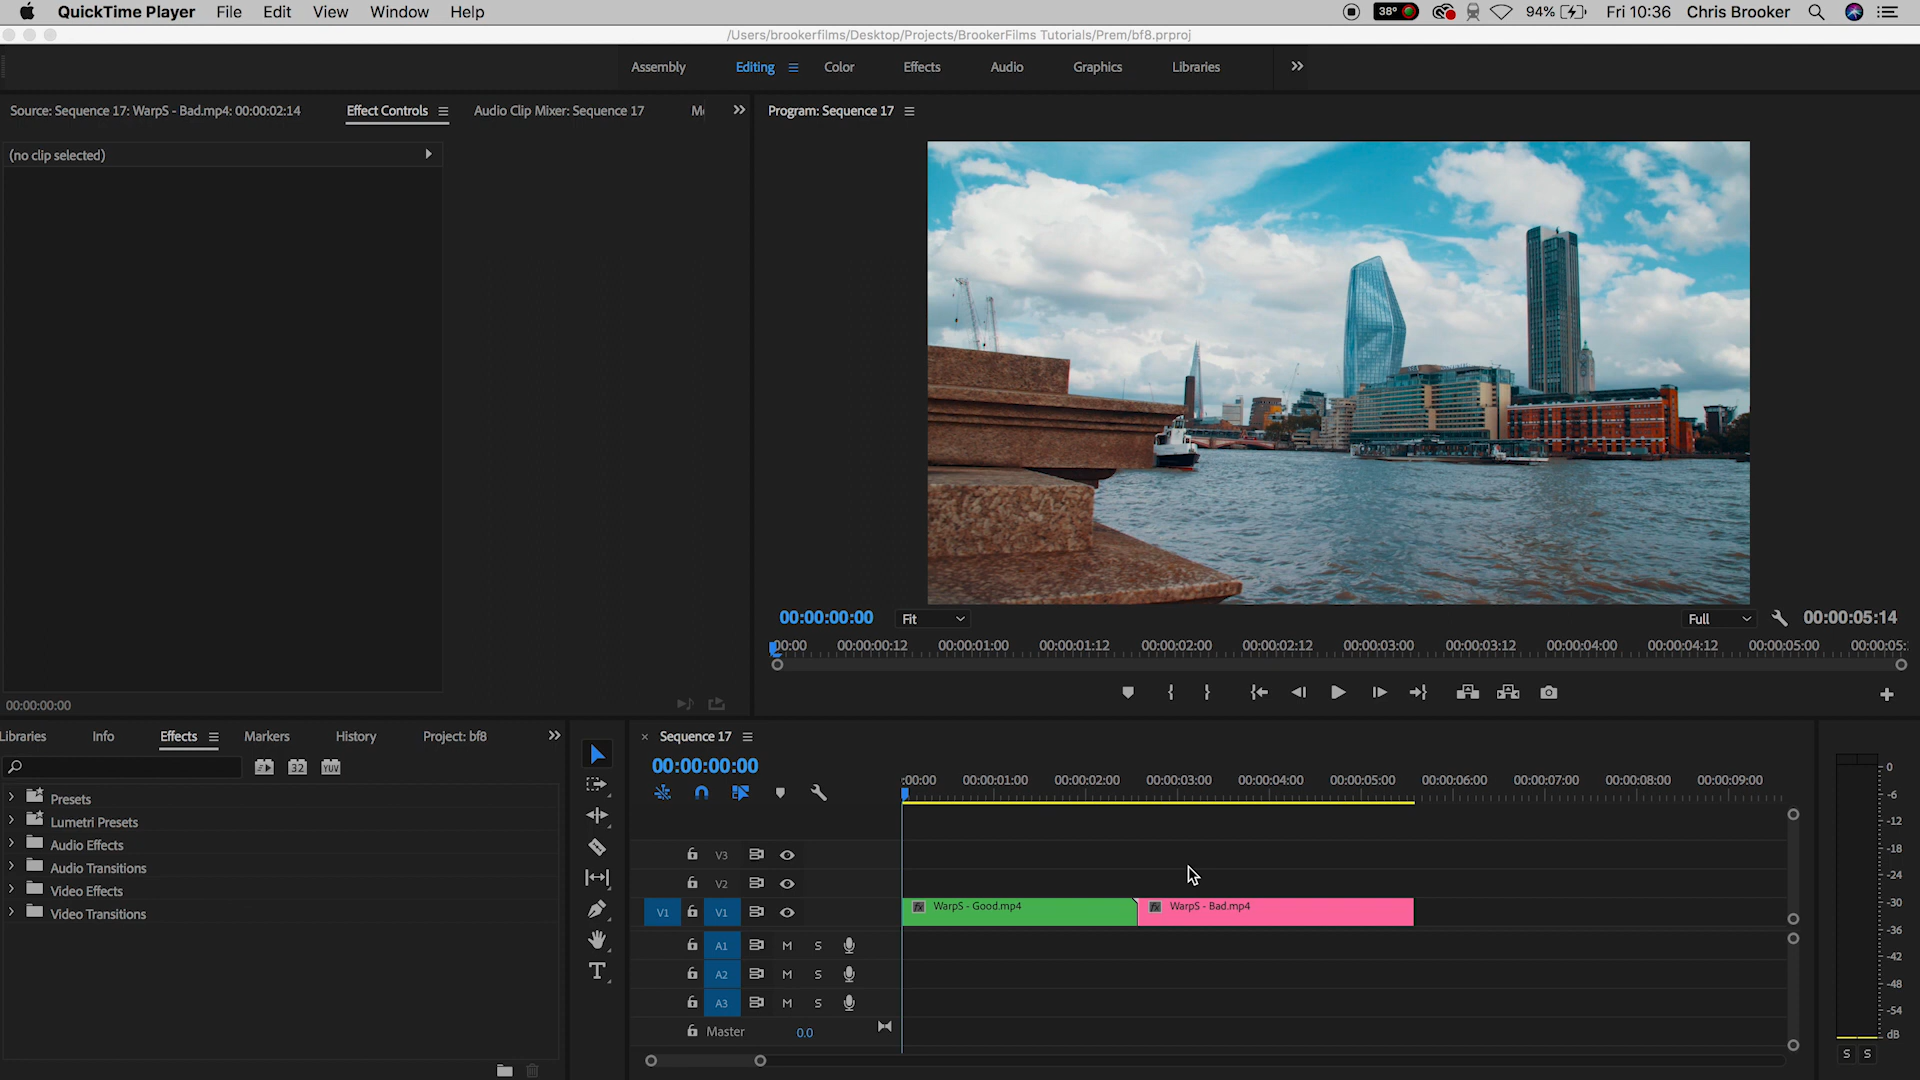 QuickTime Player File Edit View Window Help 38° 94% Fri 10:36 Chris Brooker
/Users/brookerfilms/Desktop/Projects/BrookerFilms Tutorials/Prem/bf8.prproj
Assembly Editing Color Effects Audio Graphics Libraries
Source: Sequence 17: WarpS - Bad.mp4: 00:00:02:14 Effect Controls Audio Clip Mixer: Sequence 17 Me
Program: Sequence 17
(no clip selected)
00:00:00:00 Fit Full 00:00:05:14
00:00 00:00:00:12 00:00:01:00 00:00:01:12 00:00:02:00 00:00:02:12 00:00:03:00 00:00:03:12 00:00:04:00 00:00:04:12 00:00:05:00 00:00:05:
00:00:00:00
Libraries Info Effects Markers History Project: bf8
32 YUV
Presets
Lumetri Presets
Audio Effects
Audio Transitions
Video Effects
Video Transitions
Sequence 17
00:00:00:00
:00:00 00:00:01:00 00:00:02:00 00:00:03:00 00:00:04:00 00:00:05:00 00:00:06:00 00:00:07:00 00:00:08:00 00:00:09:00
V3
V2
V1 V1 fx WarpS - Good.mp4 fx WarpS - Bad.mp4
A1 M S
A2 M S
A3 M S
Master 0.0
T
0
-6
-12
-18
-24
-30
-36
-42
-48
-54
dB
S S